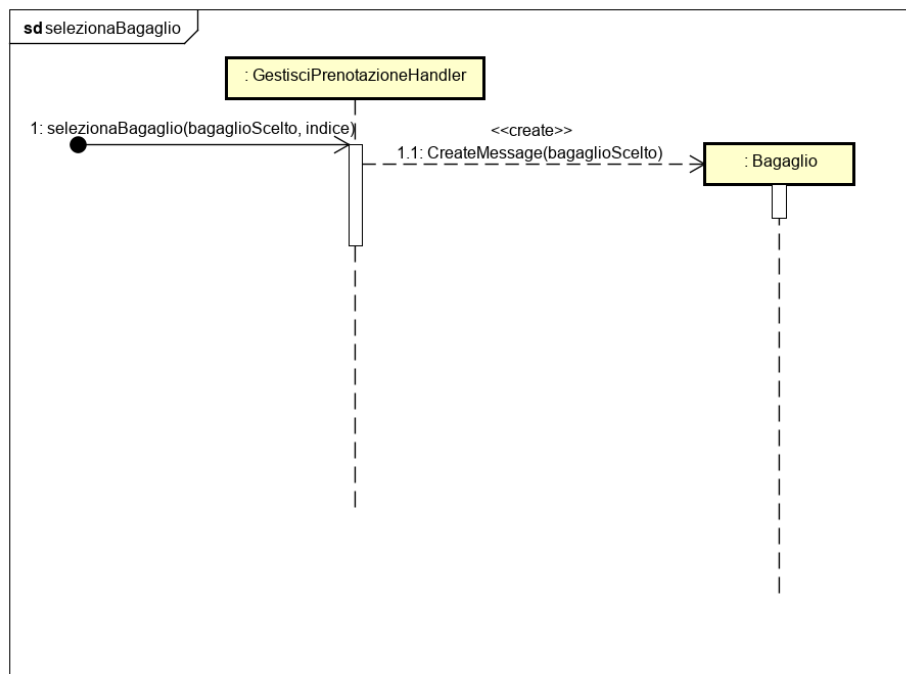 sd selezionaBagaglio
: GestisciPrenotazioneHandler
1: selezionaBagaglio(bagaglioScelto, indice)
<<create>>
1.1: CreateMessage(bagaglioScelto)
: Bagaglio